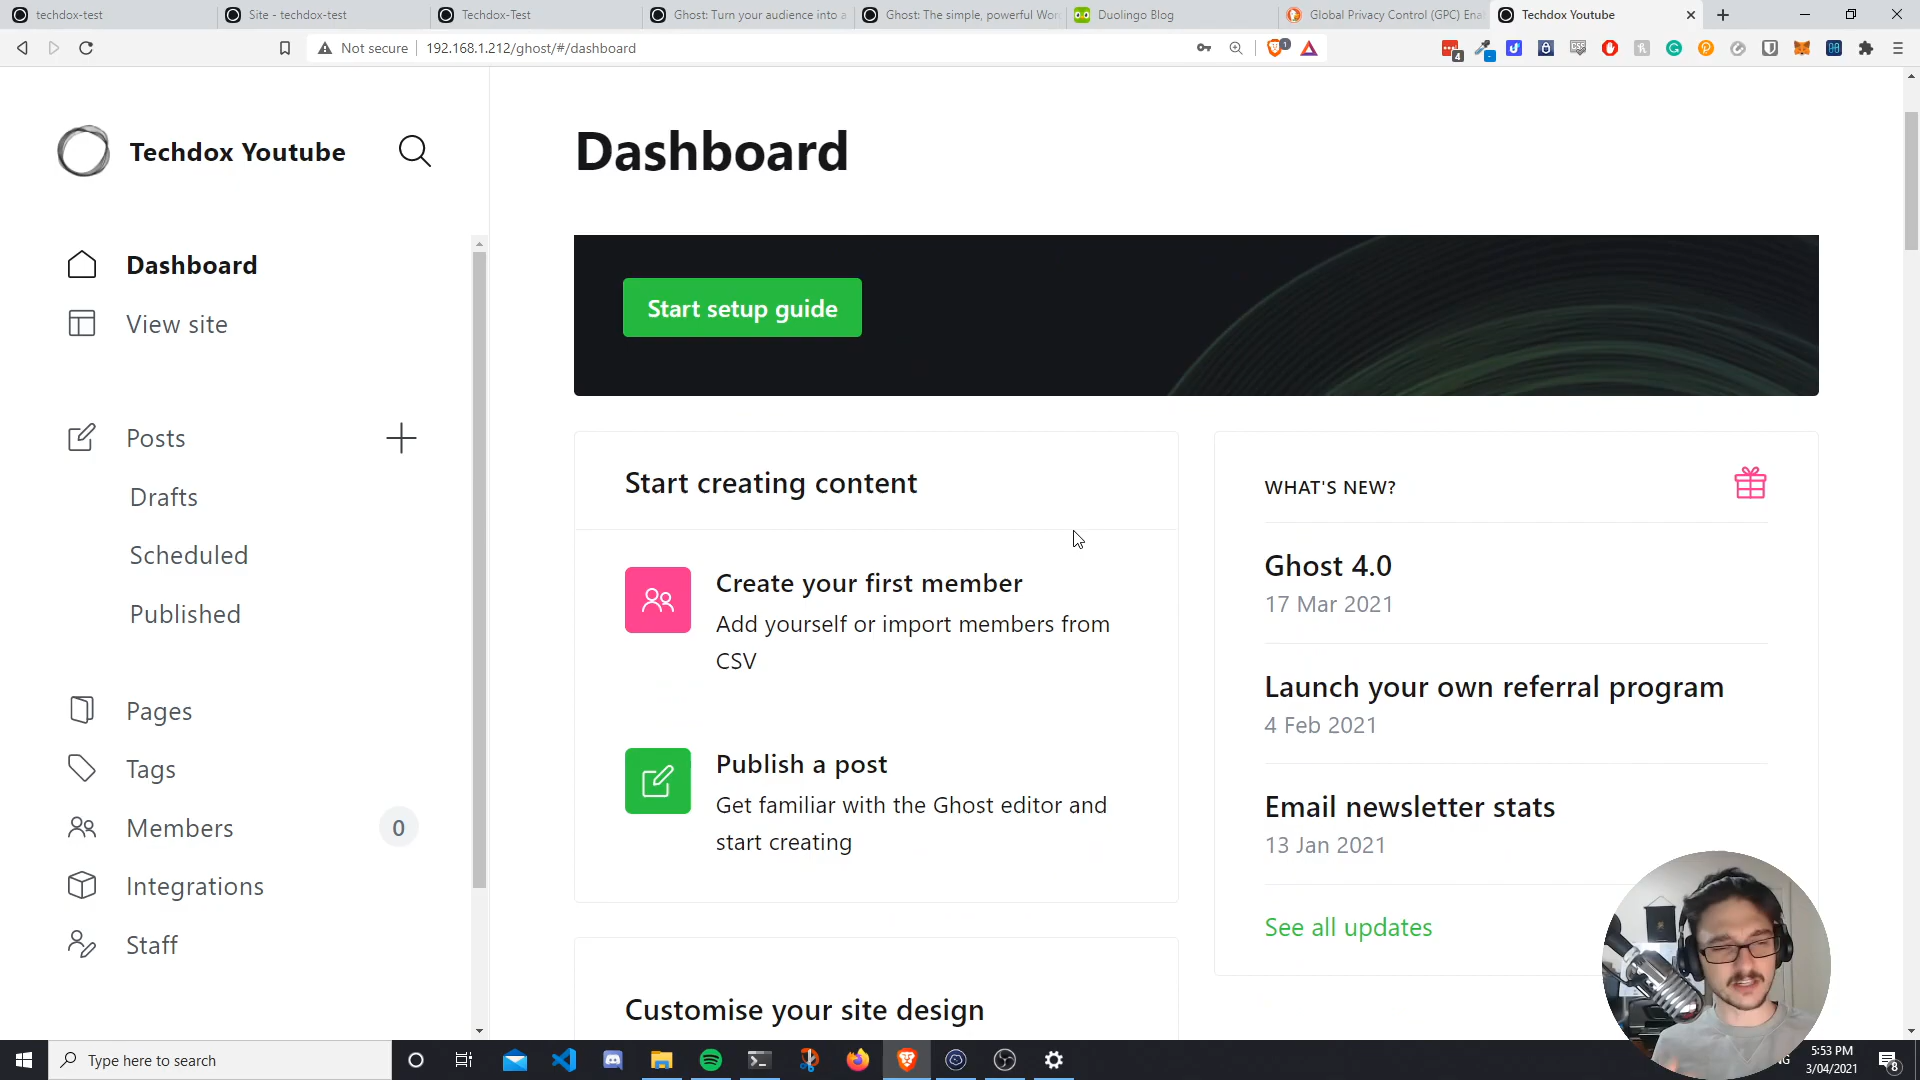 techdox-test
Site - techdox-test
Techdox-Test
Ghost: Turn your audience into a
Ghost: The simple, powerful Wor
Duolingo Blog
Global Privacy Control (GPC) Ena
Techdox Youtube
Not secure
192.168.1.212/ghost/#/dashboard
1
4
Techdox Youtube
Dashboard
View site
Posts
Drafts
Scheduled
Published
Pages
Tags
Members
0
Integrations
Staff
Dashboard
Start setup guide
Start creating content
Create your first member
Add yourself or import members from
CSV
Publish a post
Get familiar with the Ghost editor and
start creating
Customise your site design
WHAT'S NEW?
Ghost 4.0
17 Mar 2021
Launch your own referral program
4 Feb 2021
Email newsletter stats
13 Jan 2021
See all updates
Type here to search
5:53 PM
3/04/2021
8